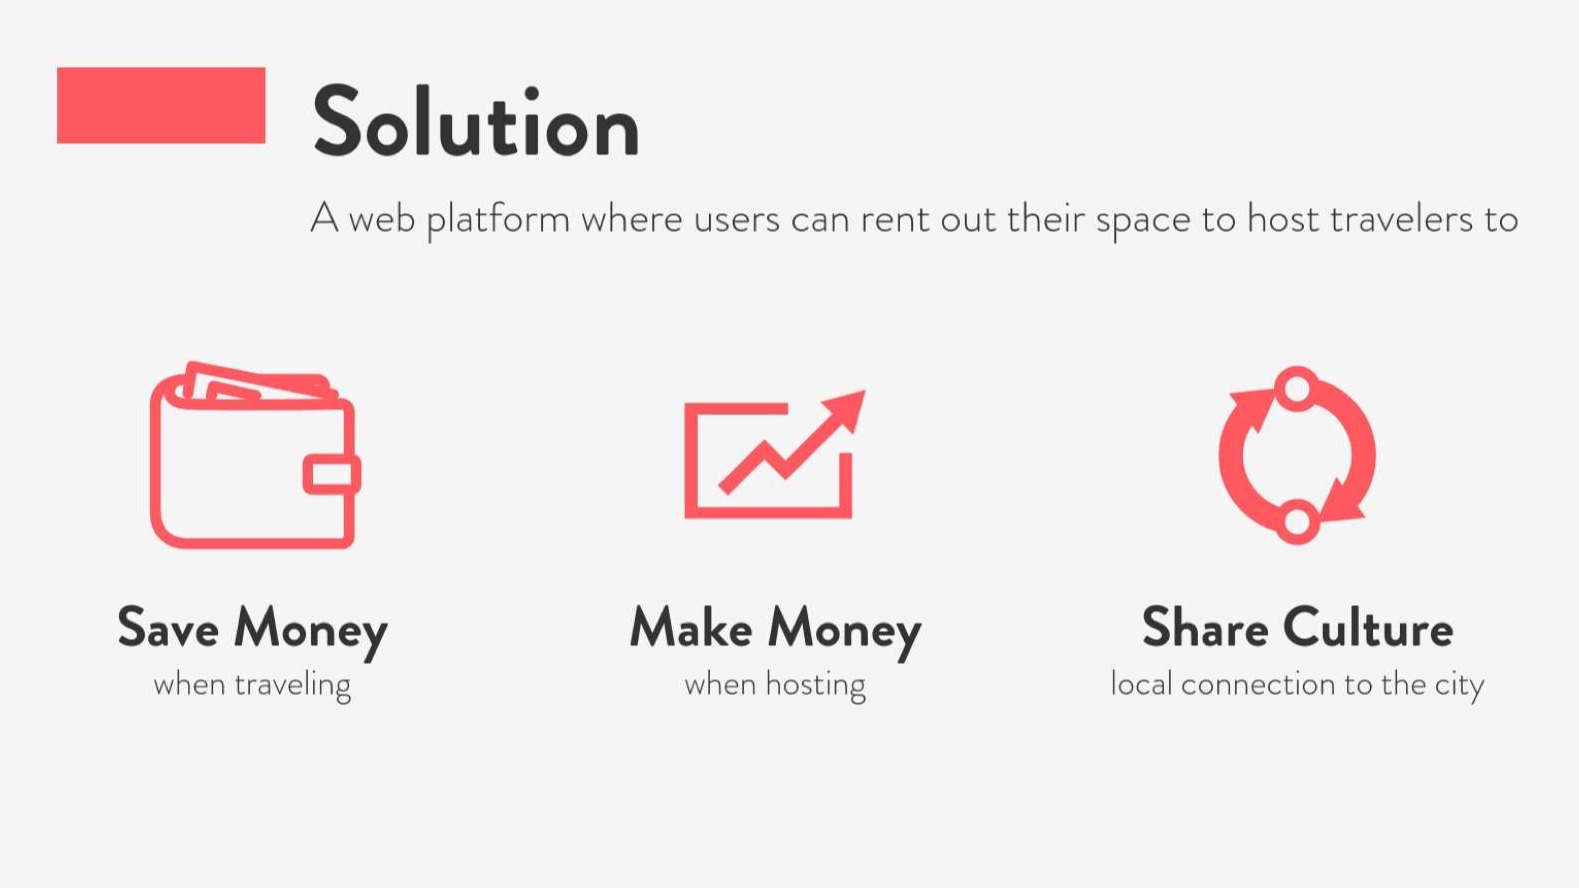 Solution
A web platform where users can rent out their space to host travelers to
Save Money
when traveling
Make Money
when hosting
Share Culture
local connection to the city